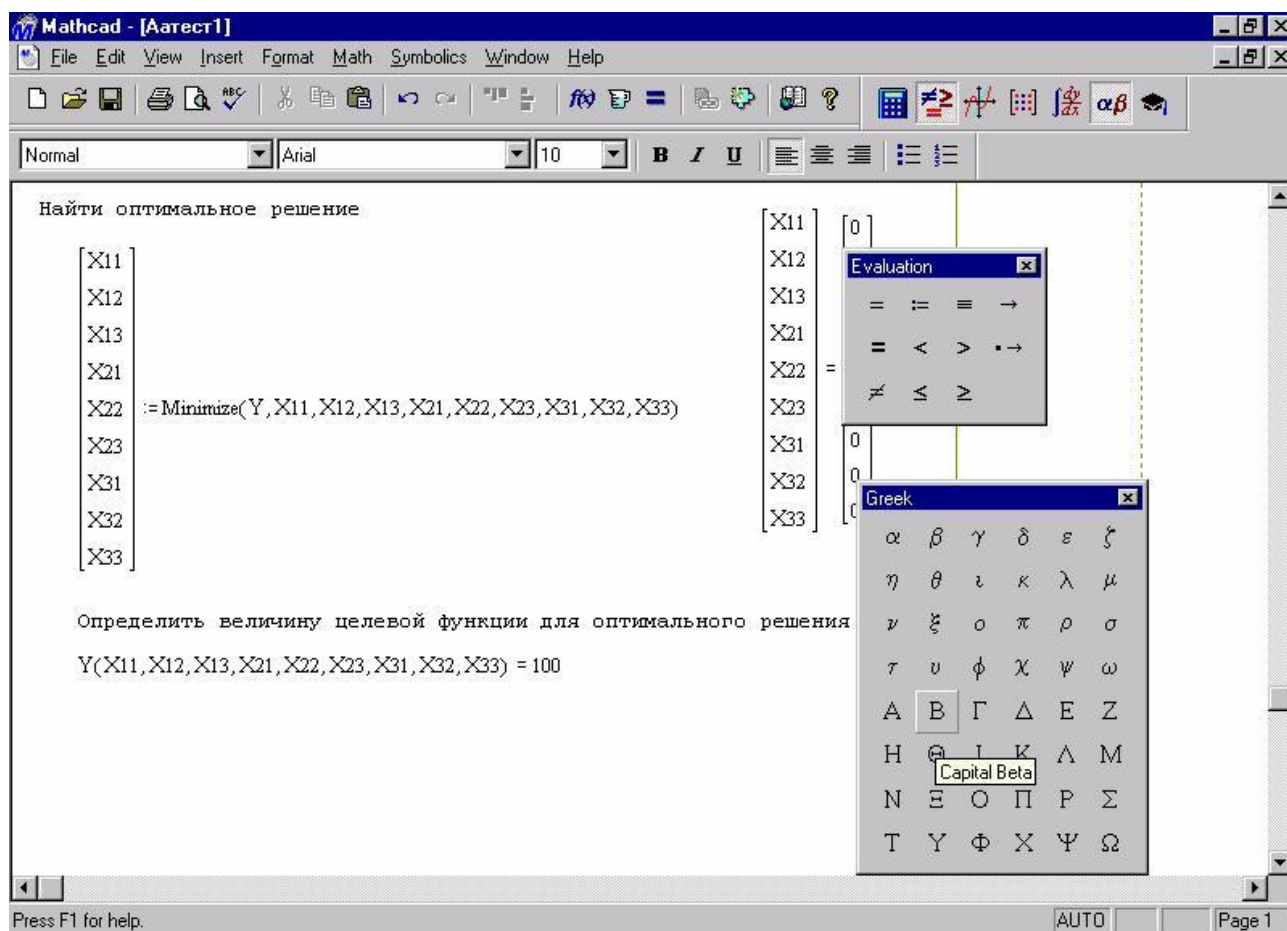 Mathcad - [Аатест1]
File Edit View Insert Format Math Symbolics Window Help
Normal Arial 10 B I U
Найти оптимальное решение
X11
X12
X13
X21
X22 := Minimize(Y,X11,X12,X13,X21,X22,X23,X31,X32,X33)
X23
X31
X32
X33
X11 0
X12
X13
X21
X22 =
X23
X31 0
X32 0
X33 0
Определить величину целевой функции для оптимального решения
Y(X11,X12,X13,X21,X22,X23,X31,X32,X33) = 100
Evaluation
= := ≡ →
= < > ▪→
≠ ≤ ≥
Greek
α β γ δ ε ζ
η θ ι κ λ μ
ν ξ ο π ρ σ
τ υ ϕ χ ψ ω
Α Β Γ Δ Ε Ζ
Η Θ Ι Κ Λ Μ
Capital Beta
Ν Ξ Ο Π Ρ Σ
Τ Υ Φ Χ Ψ Ω
Press F1 for help. AUTO Page 1